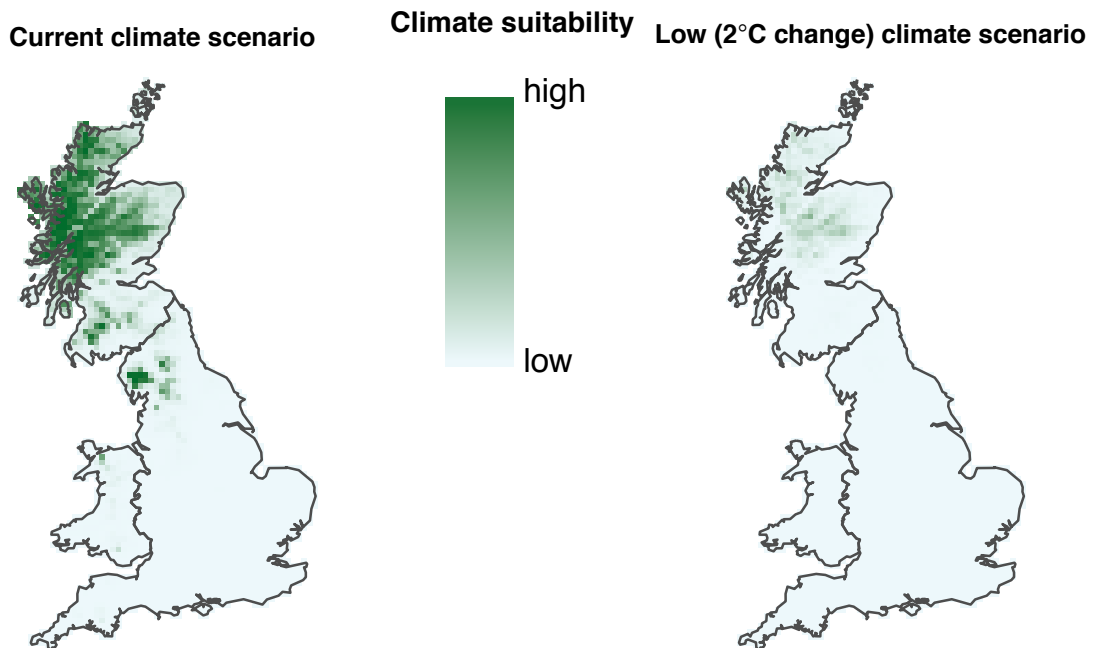 Current climate scenario
Climate suitability
Low (2°C change) climate scenario
high
low